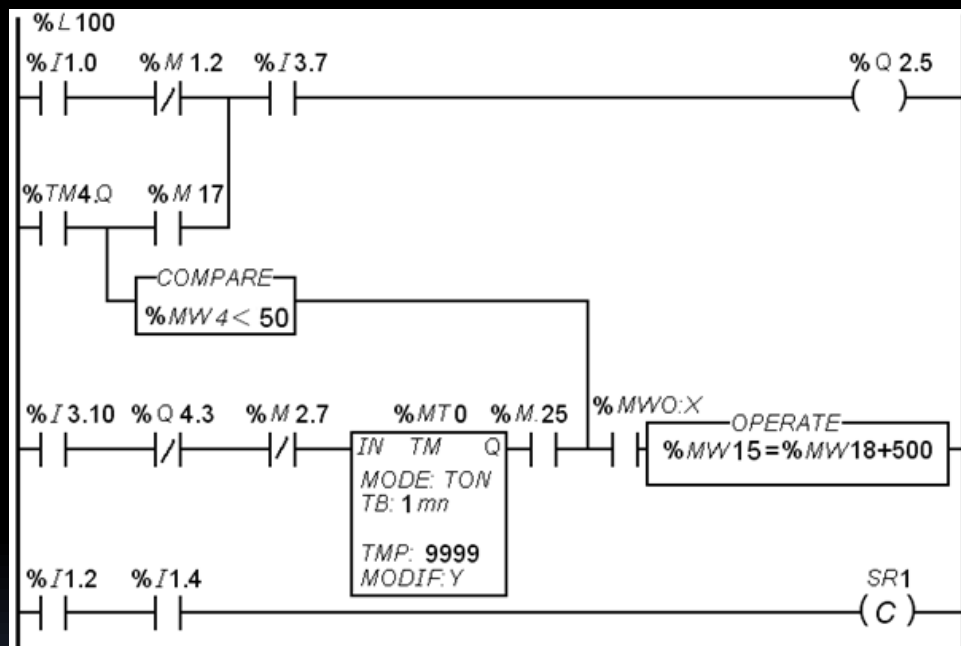 %L100
%I1.0 %M1.2 %I3.7 %Q2.5
%TM4.Q %M17
COMPARE
%MW4< 50
%I3.10 %Q4.3 %M2.7 %MT0 %M.25 %MWO:X
OPERATE
%MW15=%MW18+500
IN TM Q
MODE: TON
TB: 1mn
TMP: 9999
MODIF:Y
%I1.2 %I1.4 SR1
C